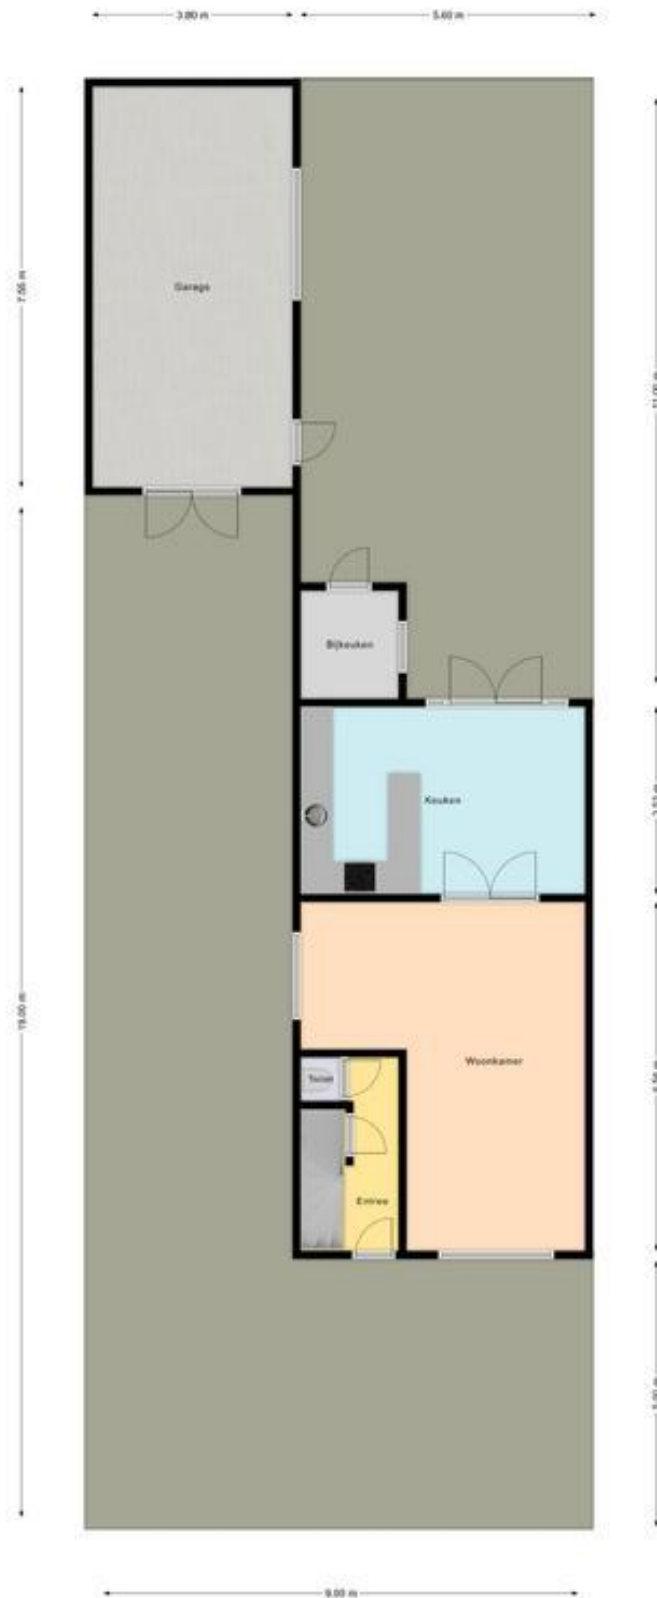 3.80 m
5.60 m
7.55 m
Garage
Bijkeuken
Keuken
Woonkamer
Toilet
Entree
19.00 m
9.00 m